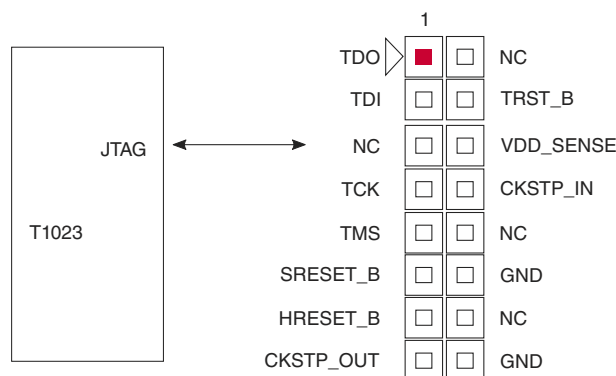 1
TDO NC
TDI TRST_B
JTAG NC VDD_SENSE
TCK CKSTP_IN
T1023 TMS NC
SRESET_B GND
HRESET_B NC
CKSTP_OUT GND